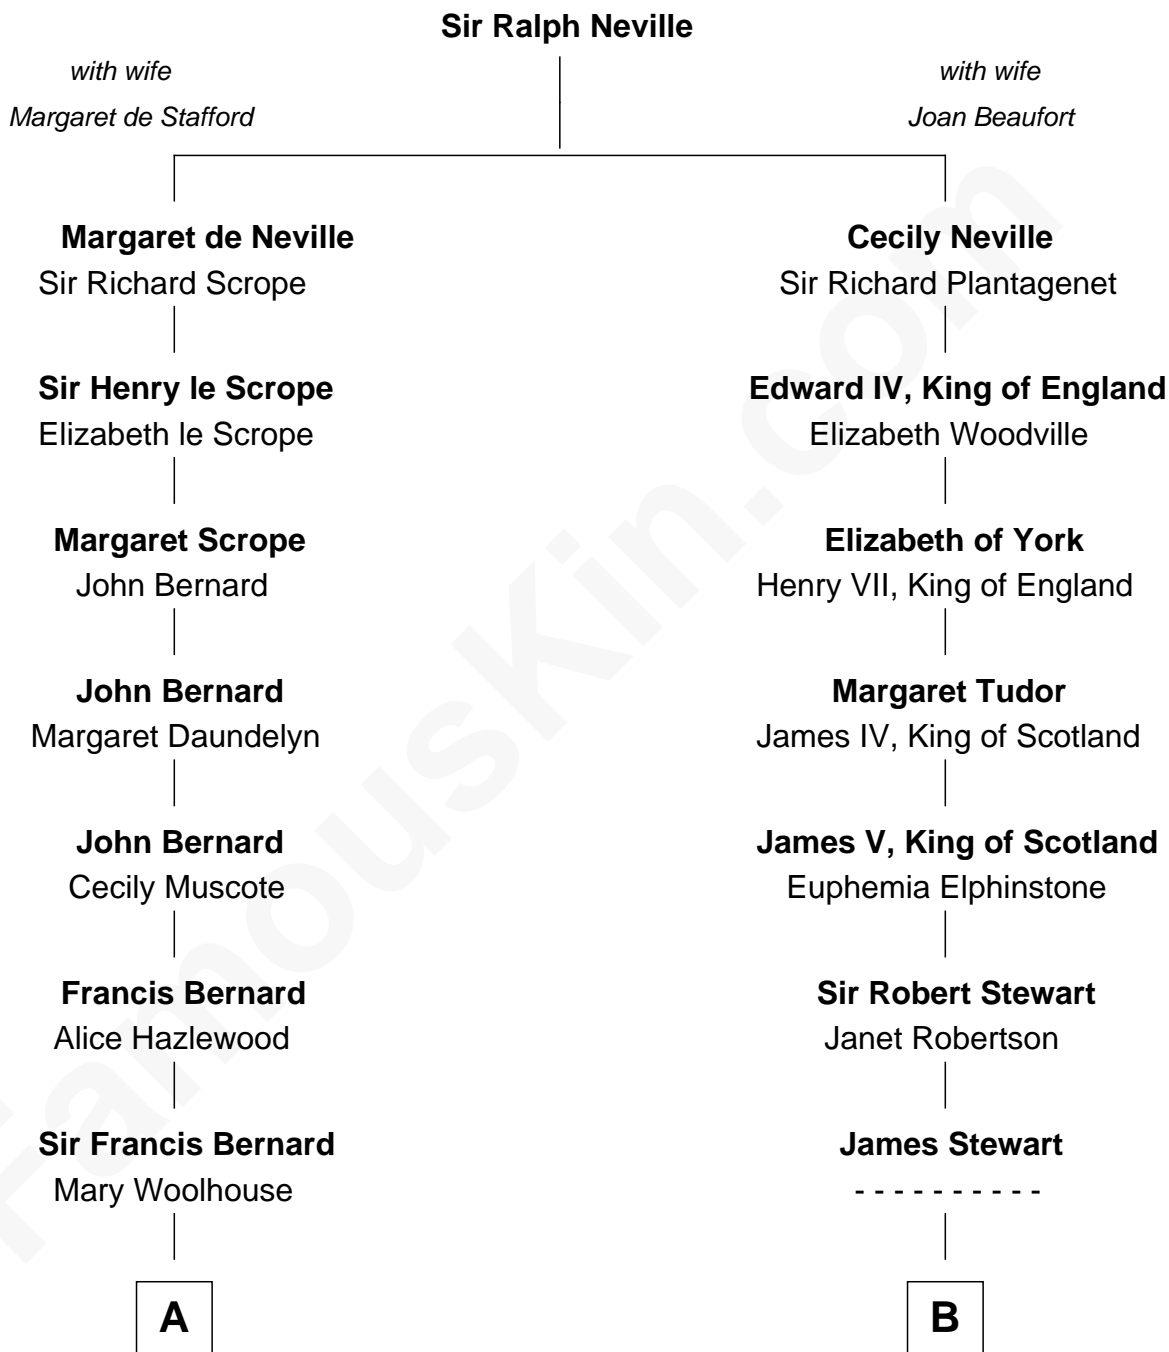 Sir Ralph Neville
with wife
Margaret de Stafford
with wife
Joan Beaufort
Margaret de Neville
Sir Richard Scrope
Cecily Neville
Sir Richard Plantagenet
Sir Henry le Scrope
Elizabeth le Scrope
Edward IV, King of England
Elizabeth Woodville
Margaret Scrope
John Bernard
Elizabeth of York
Henry VII, King of England
John Bernard
Margaret Daundelyn
Margaret Tudor
James IV, King of Scotland
John Bernard
Cecily Muscote
James V, King of Scotland
Euphemia Elphinstone
Francis Bernard
Alice Hazlewood
Sir Robert Stewart
Janet Robertson
Sir Francis Bernard
Mary Woolhouse
James Stewart
- - - - - - - - - -
A
B
FamousKin.com